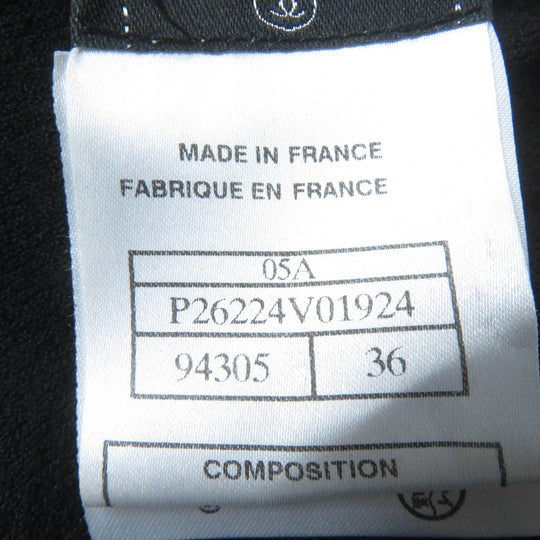 MADE IN FRANCE
FABRIQUE EN FRANCE
05A
P26224V01924
94305 36
COMPOSITION